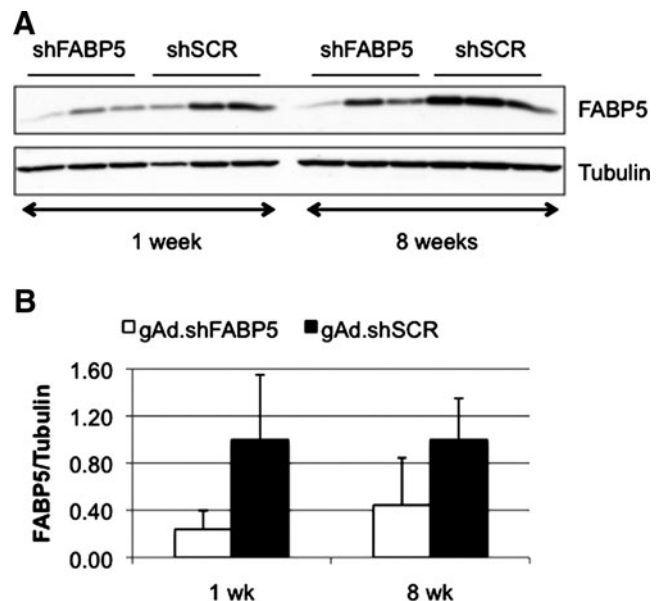 A
shFABP5 shSCR shFABP5 shSCR
FABP5
Tubulin
1 week 8 weeks
B
gAd.shFABP5 gAd.shSCR
FABP5/Tubulin
1.60
1.20
0.80
0.40
0.00
1 wk 8 wk